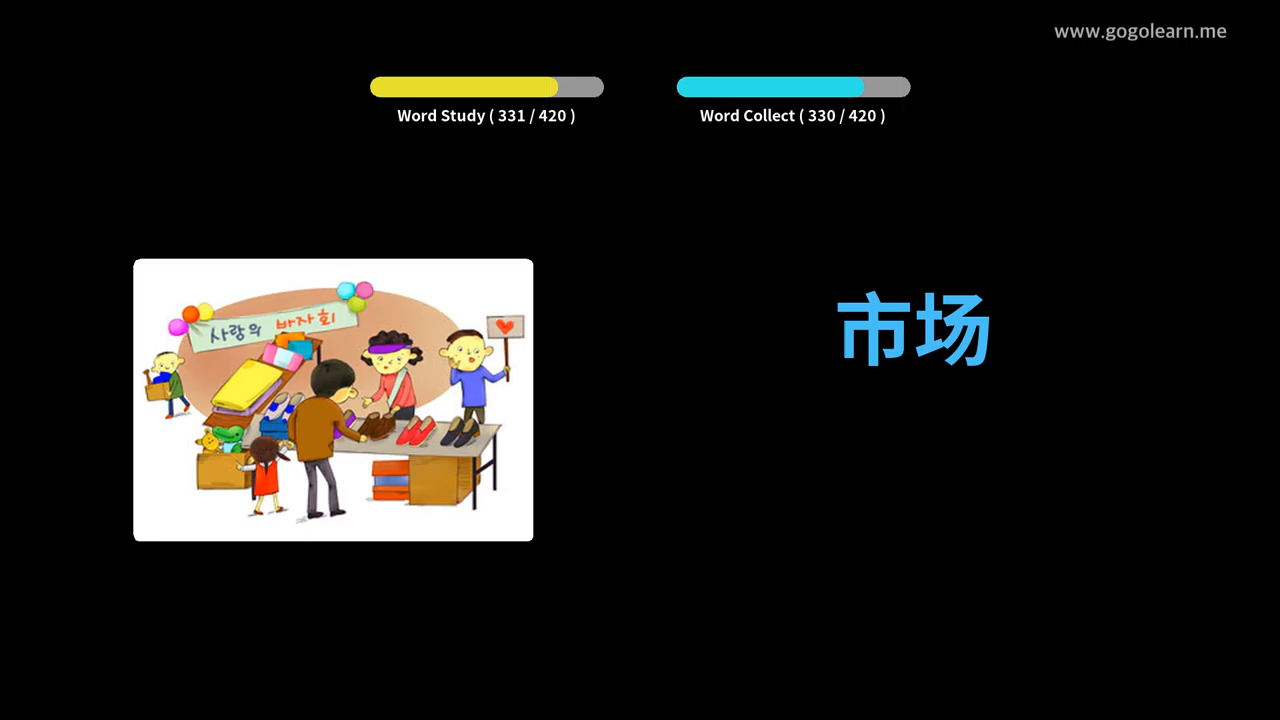 www.gogolearn.me
Word Study ( 331 / 420 )
Word Collect ( 330 / 420 )
사랑의 바자회
市场